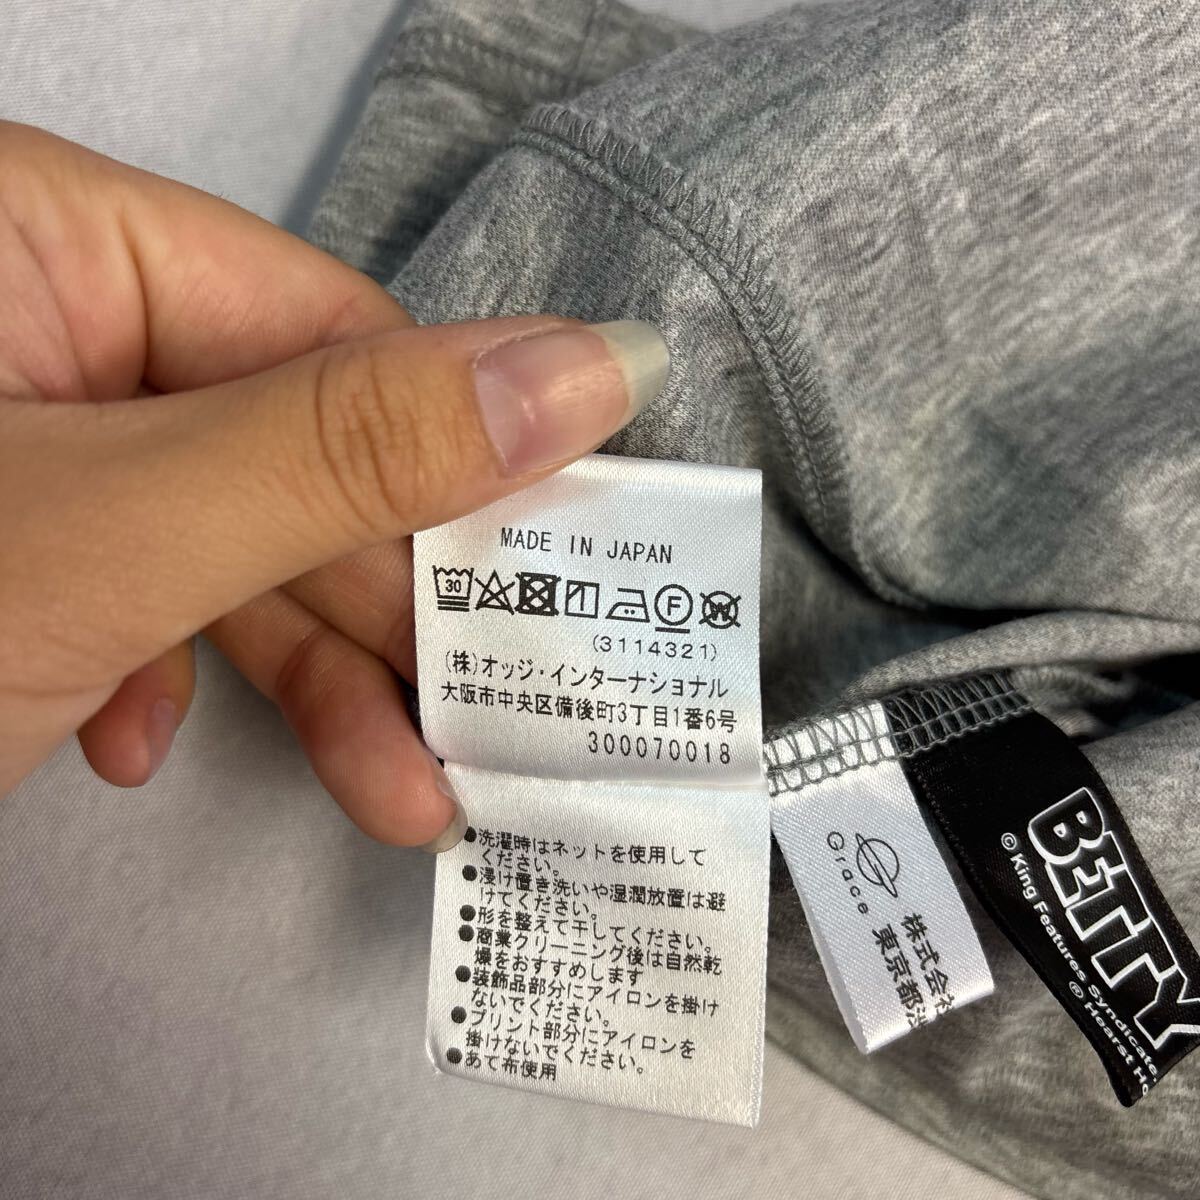 MADE IN JAPAN
30 F W
(3114321)
(株)オッジ・インターナショナル
大阪市中央区備後町3丁目1番6号
300070018
●洗濯時はネットを使用して
ください。
●浸け置き洗いや湿潤放置は避
けてください。
●形を整えて干してください。
●商業クリーニング後は自然乾
燥をおすすめします
●装飾品部分にアイロンを掛け
ないでください。
●プリント部分にアイロンを
掛けないでください。
●あて布使用
Grace
株式会社
東京都渋
BETTY
© King Features Syndicate,
® Hearst Ho